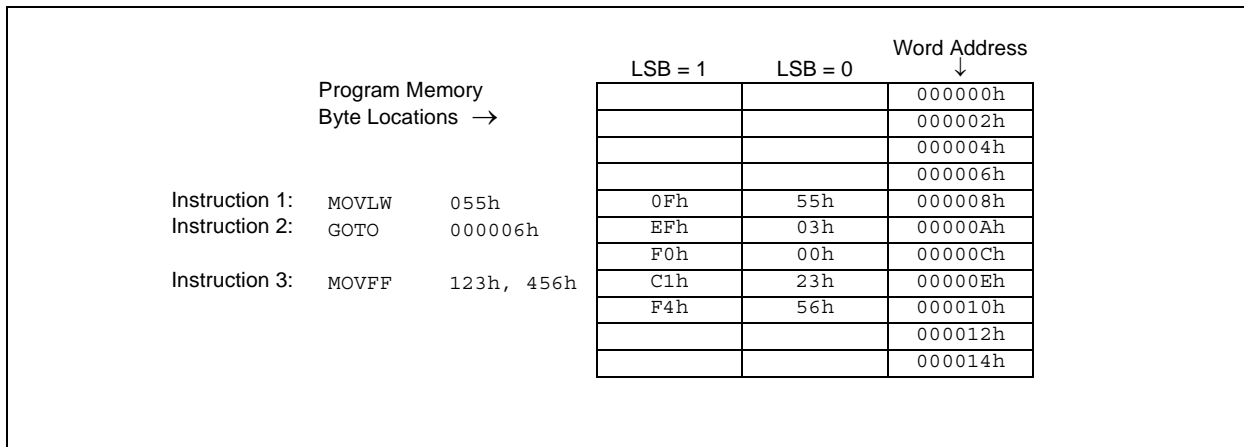 Word Address
LSB = 1 LSB = 0 ↓
Program Memory 000000h
Byte Locations → 000002h
000004h
000006h
Instruction 1: MOVLW 055h 0Fh 55h 000008h
Instruction 2: GOTO 000006h EFh 03h 00000Ah
F0h 00h 00000Ch
Instruction 3: MOVFF 123h, 456h C1h 23h 00000Eh
F4h 56h 000010h
000012h
000014h